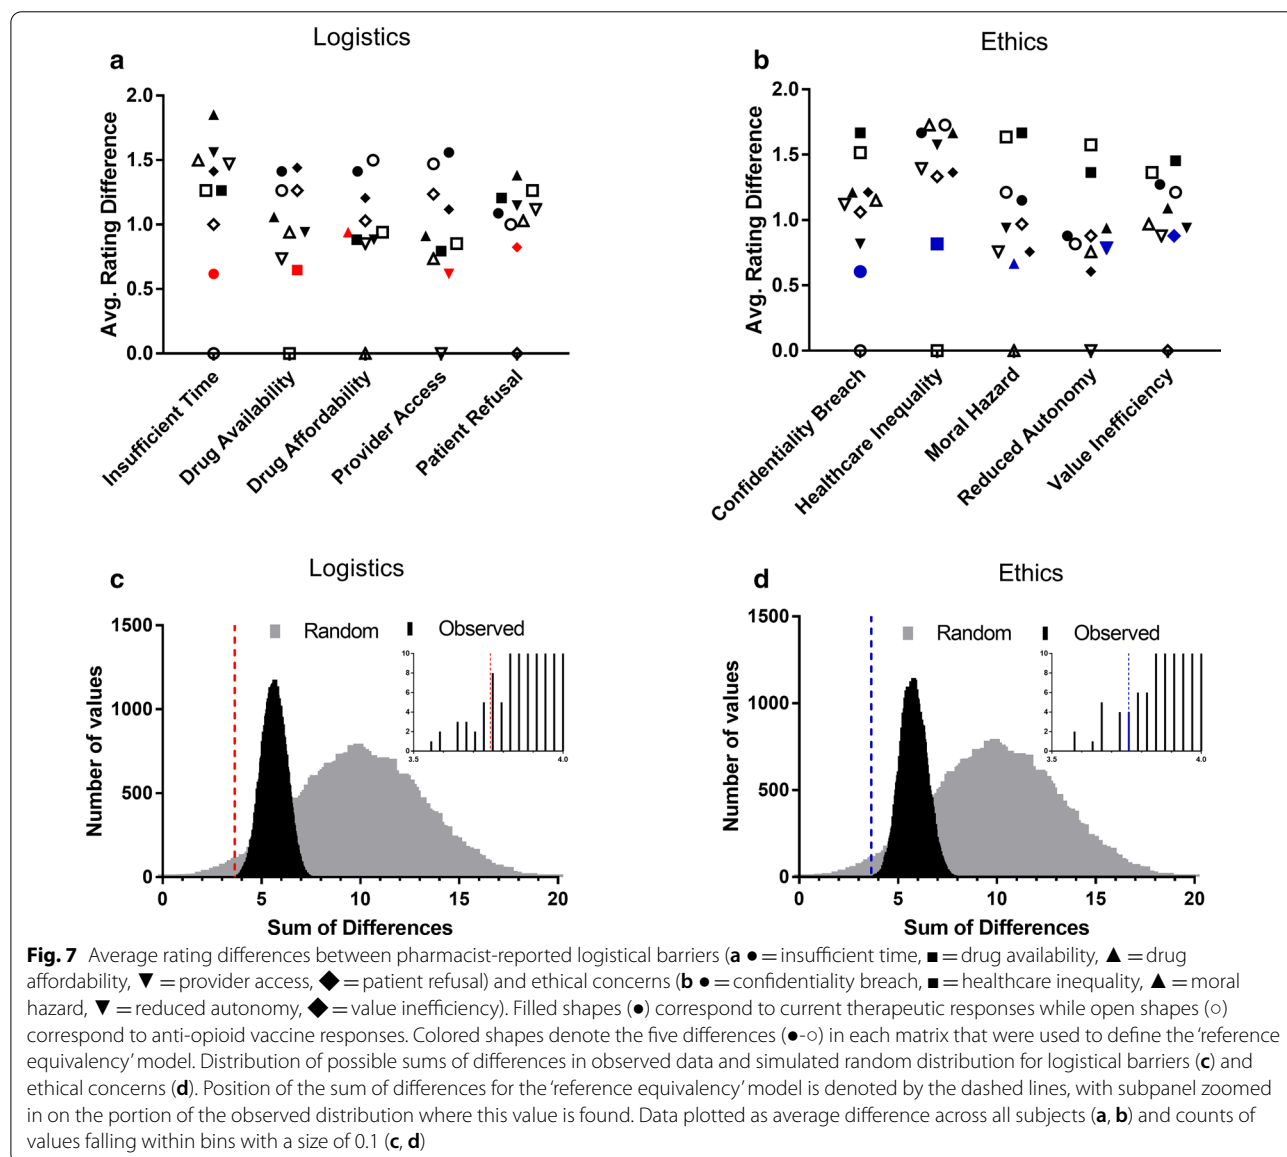 Logistics
a
Avg. Rating Difference
2.0
1.5
1.0
0.5
0.0
Insufficient Time
Drug Availability
Drug Affordability
Provider Access
Patient Refusal
Ethics
b
Avg. Rating Difference
2.0
1.5
1.0
0.5
0.0
Confidentiality Breach
Healthcare Inequality
Moral Hazard
Reduced Autonomy
Value Inefficiency
Logistics
c
Random Observed
Number of values
1500
1000
500
0
0 5 10 15 20
Sum of Differences
10
8
6
4
2
0
3.5 4.0
Ethics
d
Random Observed
Number of values
1500
1000
500
0
0 5 10 15 20
Sum of Differences
10
8
6
4
2
0
3.5 4.0
Fig. 7 Average rating differences between pharmacist-reported logistical barriers (a ● = insufficient time, ■ = drug availability, ▲ = drug
affordability, ▼ = provider access, ◆ = patient refusal) and ethical concerns (b ● = confidentiality breach, ■ = healthcare inequality, ▲ = moral
hazard, ▼ = reduced autonomy, ◆ = value inefficiency). Filled shapes (●) correspond to current therapeutic responses while open shapes (○)
correspond to anti-opioid vaccine responses. Colored shapes denote the five differences (●-○) in each matrix that were used to define the ‘reference
equivalency’ model. Distribution of possible sums of differences in observed data and simulated random distribution for logistical barriers (c) and
ethical concerns (d). Position of the sum of differences for the ‘reference equivalency’ model is denoted by the dashed lines, with subpanel zoomed
in on the portion of the observed distribution where this value is found. Data plotted as average difference across all subjects (a, b) and counts of
values falling within bins with a size of 0.1 (c, d)